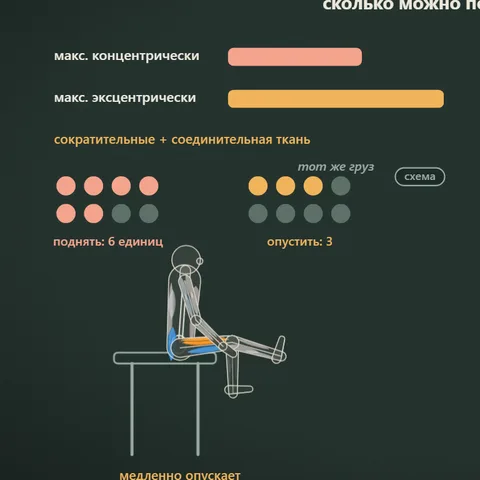 сколько можно
макс. концентрически
макс. эксцентрически
сократительные + соединительная ткань
тот же груз
схема
поднять: 6 единиц
опустить: 3
медленно опускает